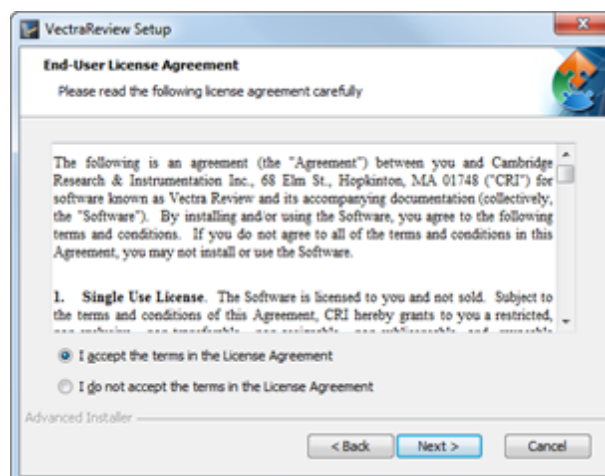 VectraReview Setup
End-User License Agreement
Please read the following license agreement carefully
The following is an agreement (the "Agreement") between you and Cambridge
Research & Instrumentation Inc., 68 Elm St., Hopkinton, MA 01748 ("CRI") for
software known as Vectra Review and its accompanying documentation (collectively,
the "Software"). By installing and/or using the Software, you agree to the following
terms and conditions. If you do not agree to all of the terms and conditions in this
Agreement, you may not install or use the Software.
1. Single Use License. The Software is licensed to you and not sold. Subject to
the terms and conditions of this Agreement, CRI hereby grants to you a restricted,
I accept the terms in the License Agreement
I do not accept the terms in the License Agreement
Advanced Installer
< Back
Next >
Cancel